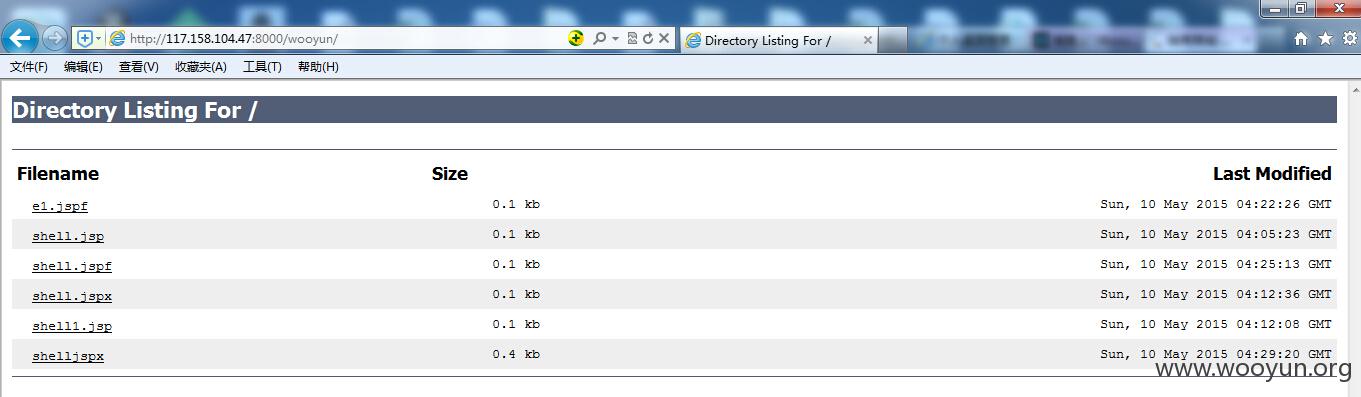 http://117.158.104.47:8000/wooyun/
Directory Listing For /
文件(F) 编辑(E) 查看(V) 收藏夹(A) 工具(T) 帮助(H)
Directory Listing For /
Filename Size Last Modified
e1.jspf 0.1 kb Sun, 10 May 2015 04:22:26 GMT
shell.jsp 0.1 kb Sun, 10 May 2015 04:05:23 GMT
shell.jspf 0.1 kb Sun, 10 May 2015 04:25:13 GMT
shell.jspx 0.1 kb Sun, 10 May 2015 04:12:36 GMT
shell1.jsp 0.1 kb Sun, 10 May 2015 04:12:08 GMT
shelljspx 0.4 kb Sun, 10 May 2015 04:29:20 GMT
www.wooyun.org